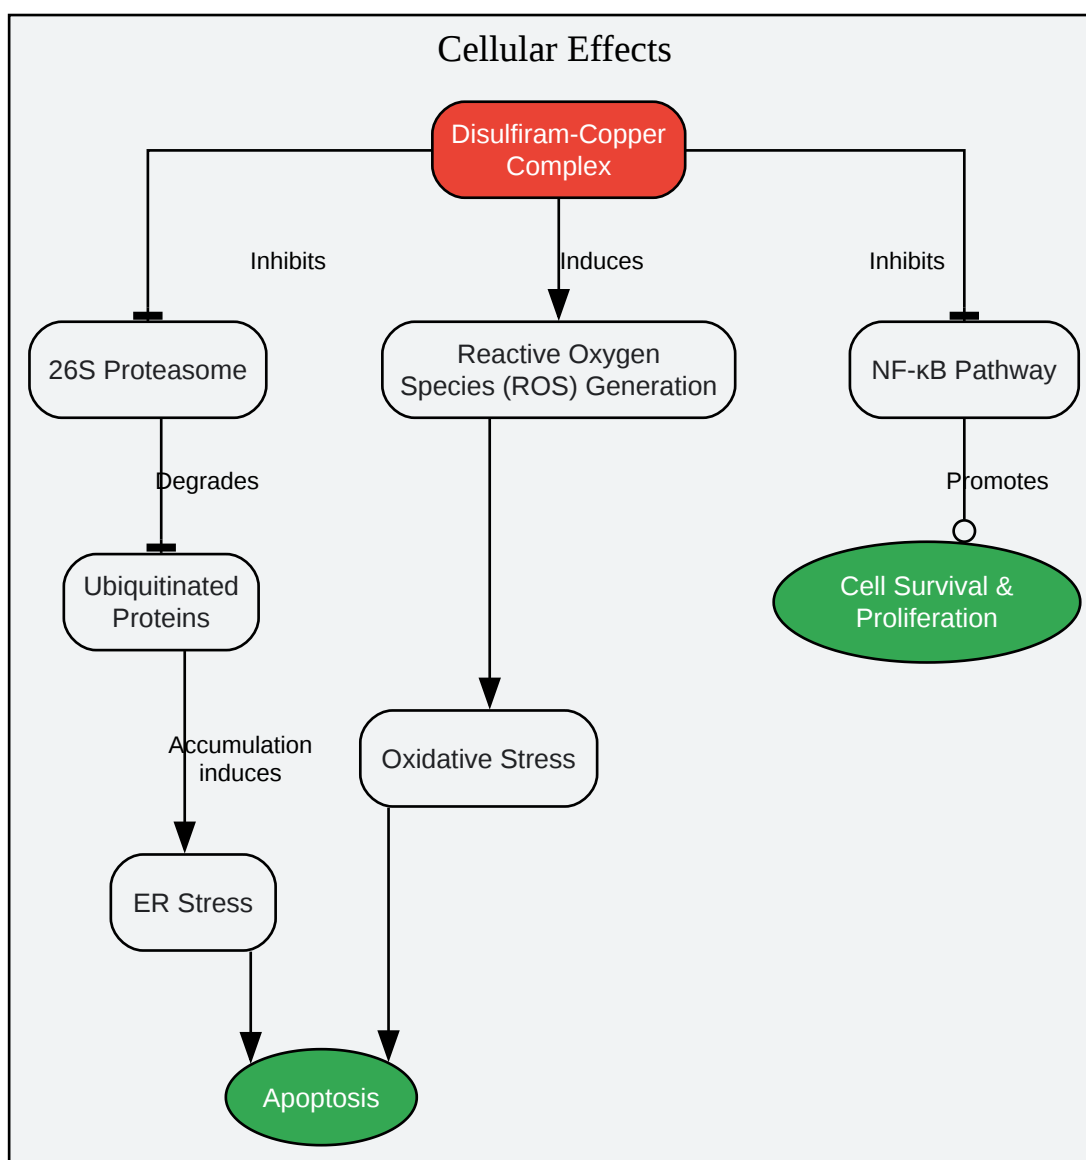 Cellular Effects
Disulfiram-Copper
Complex
Inhibits
Induces
Inhibits
26S Proteasome
Reactive Oxygen
Species (ROS) Generation
NF-κB Pathway
Degrades
Promotes
Ubiquitinated
Proteins
Cell Survival &
Proliferation
Accumulation
induces
Oxidative Stress
ER Stress
Apoptosis